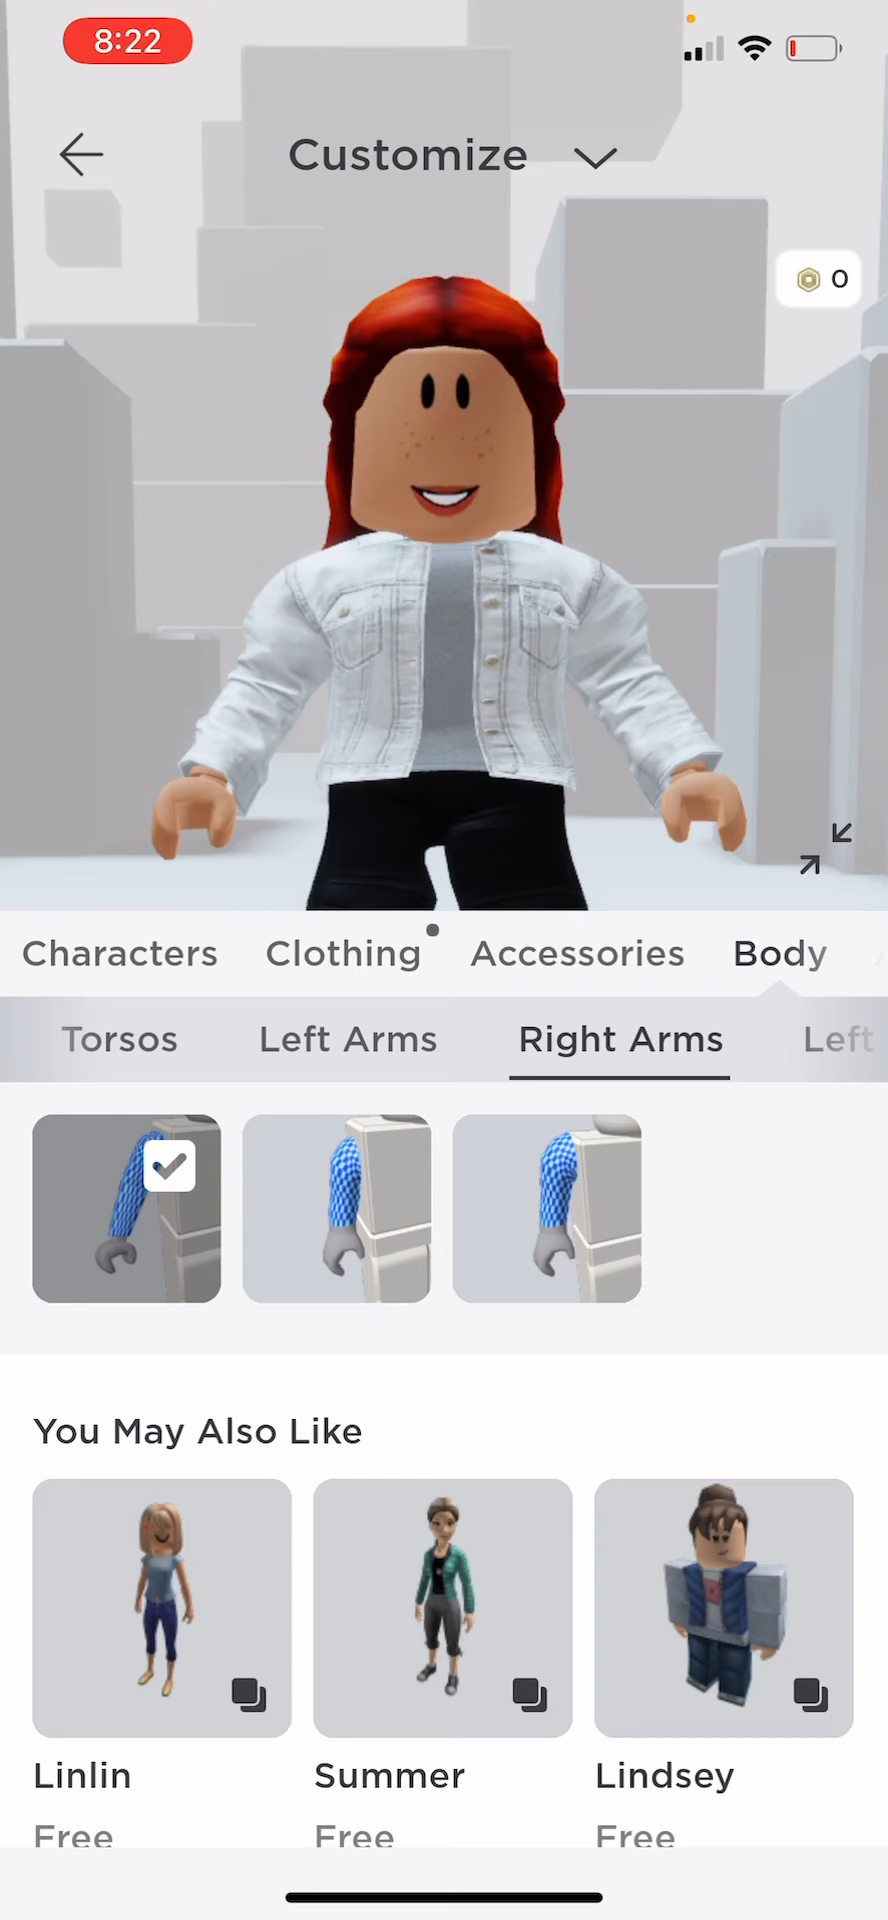 8:22
Customize
0
Characters Clothing Accessories Body
Torsos Left Arms Right Arms Left
You May Also Like
Linlin Summer Lindsey
Free Free Free